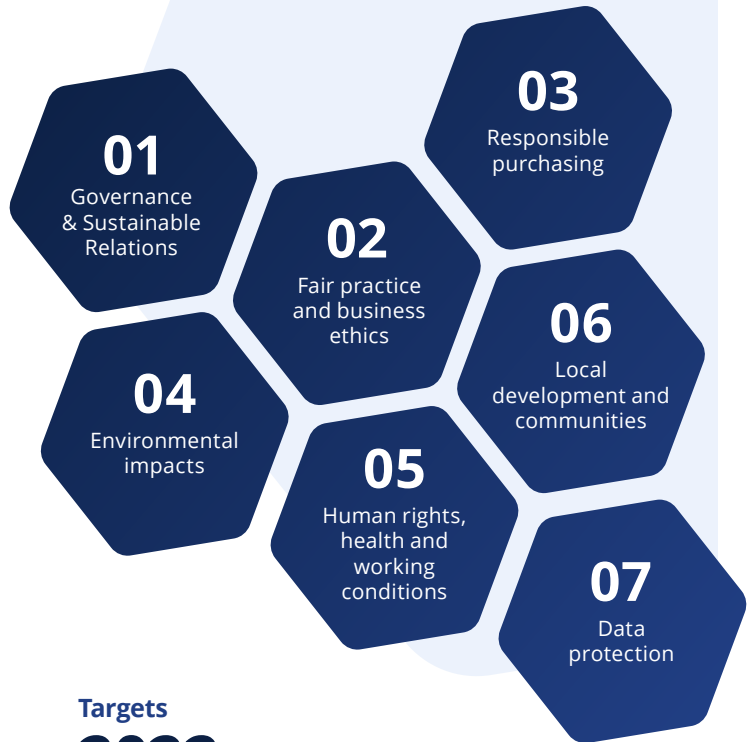 01
Governance
& Sustainable
Relations
02
Fair practice
and business
ethics
03
Responsible
purchasing
04
Environmental
impacts
05
Human rights,
health and
working
conditions
06
Local
development and
communities
07
Data
protection
Targets